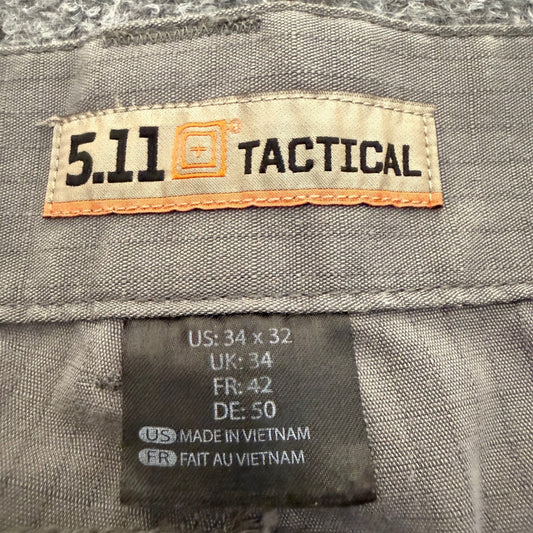 5.11 TACTICAL
US: 34 x 32
UK: 34
FR: 42
DE: 50
US MADE IN VIETNAM
FR FAIT AU VIETNAM